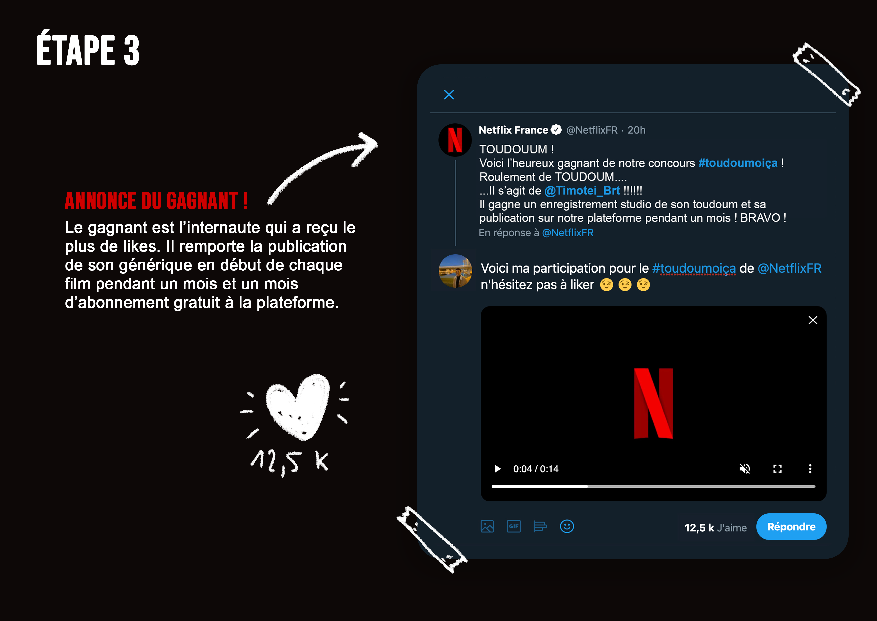 ÉTAPE 3
ANNONCE DU GAGNANT !
Le gagnant est l'internaute qui a reçu le
plus de likes. Il remporte la publication
de son générique en début de chaque
film pendant un mois et un mois
d'abonnement gratuit à la plateforme.
12,5 K
Netflix France @NetflixFR · 20h
TOUDOUUM !
Voici l'heureux gagnant de notre concours #toudoumoiça !
Roulement de TOUDOUM....
...Il s'agit de @Timotei_Brt !!!!!!
Il gagne un enregistrement studio de son toudoum et sa
publication sur notre plateforme pendant un mois ! BRAVO !
En réponse à @NetflixFR
Voici ma participation pour le #toudoumoiça de @NetflixFR
n'hésitez pas à liker 😏 😏 😏
N
0:04 / 0:14
GIF
12,5 k J'aime
Répondre